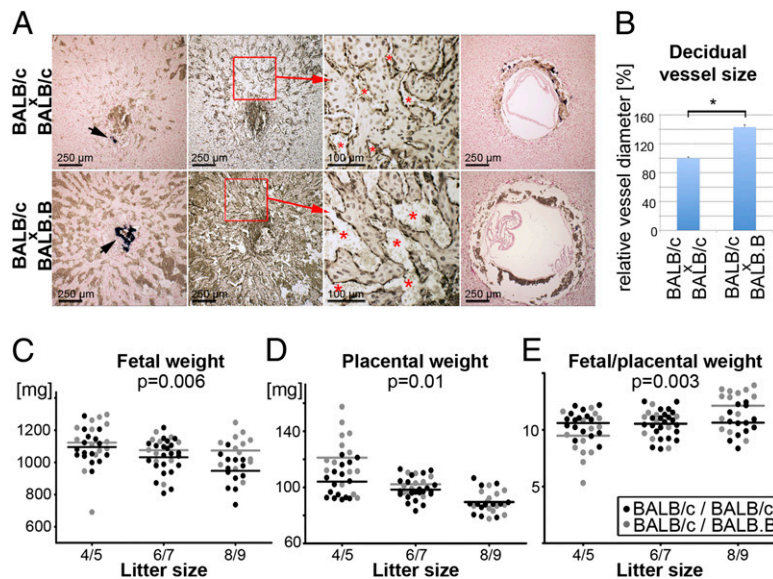 A
BALB/c
x
BALB/c
250 µm
250 µm
100 µm
250 µm
* * * * *
BALB/c
x
BALB.B
250 µm
250 µm
100 µm
250 µm
* * * * *
B
Decidual
vessel size
*
relative vessel diameter [%]
160
120
80
40
0
BALB/c
x
BALB/c
BALB/c
x
BALB.B
C
Fetal weight
p=0.006
[mg]
1200
1000
800
600
4/5
6/7
8/9
Litter size
D
Placental weight
p=0.01
[mg]
140
120
100
80
60
4/5
6/7
8/9
Litter size
E
Fetal/placental weight
p=0.003
10
5
BALB/c / BALB/c
BALB/c / BALB.B
4/5
6/7
8/9
Litter size